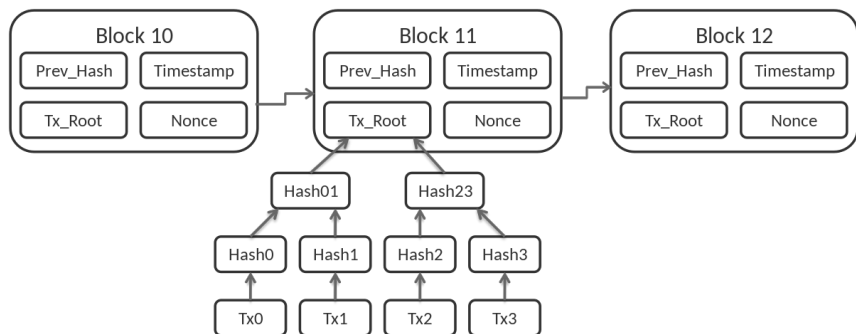 Block 10
Block 11
Block 12
Prev_Hash
Timestamp
Prev_Hash
Timestamp
Prev_Hash
Timestamp
Tx_Root
Nonce
Tx_Root
Nonce
Tx_Root
Nonce
Hash01
Hash23
Hash0
Hash1
Hash2
Hash3
Tx0
Tx1
Tx2
Tx3